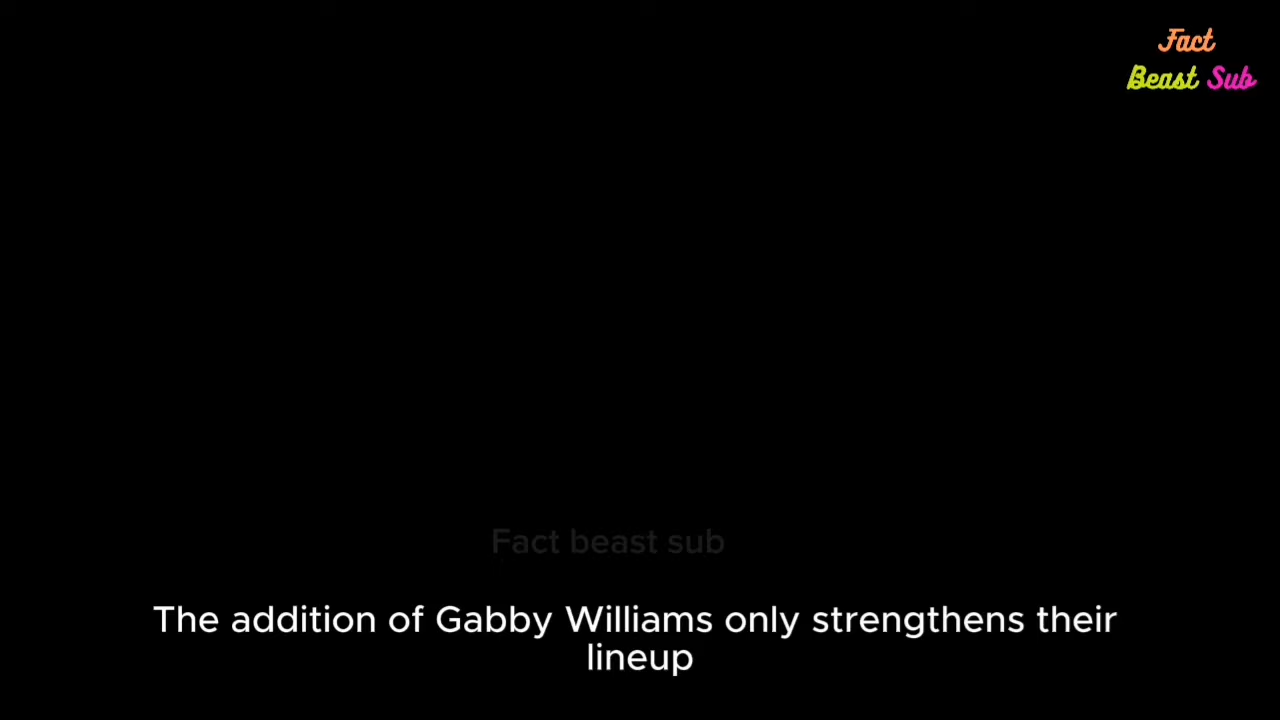 Fact
Beast Sub
Fact beast sub
The addition of Gabby Williams only strengthens their
lineup